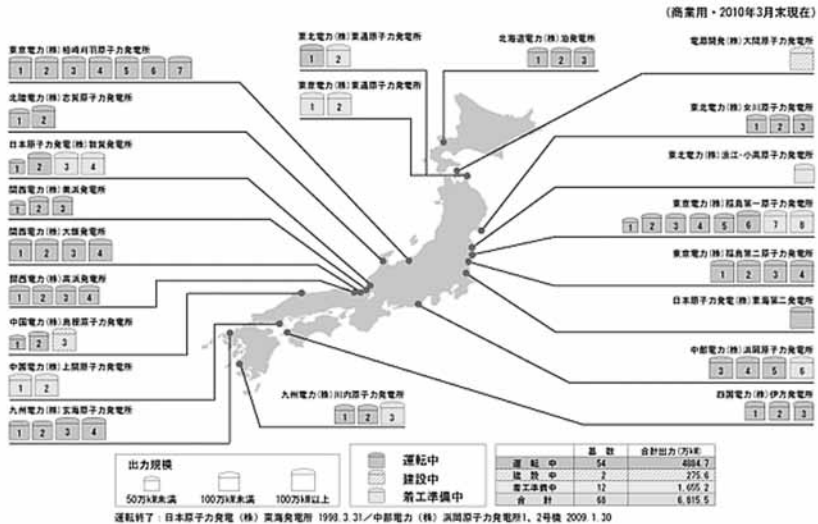 (商業用・2010年3月末現在)
東京電力(株)柏崎刈羽原子力発電所
1 2 3 4 5 6 7
北陸電力(株)志賀原子力発電所
1 2
日本原子力発電(株)敦賀発電所
1 2 3 4
関西電力(株)美浜発電所
1 2 3
関西電力(株)大飯発電所
1 2 3 4
関西電力(株)高浜発電所
1 2 3 4
中国電力(株)島根原子力発電所
1 2 3
中国電力(株)上関原子力発電所
1 2
九州電力(株)玄海原子力発電所
1 2 3 4
東北電力(株)東通原子力発電所
1 2
東京電力(株)東通原子力発電所
1 2
北海道電力(株)泊発電所
1 2 3
電源開発(株)大間原子力発電所
東北電力(株)女川原子力発電所
1 2 3
東北電力(株)浪江・小高原子力発電所
東京電力(株)福島第一原子力発電所
1 2 3 4 5 6 7 8
東京電力(株)福島第二原子力発電所
1 2 3 4
日本原子力発電(株)東海第二発電所
中部電力(株)浜岡原子力発電所
3 4 5 6
四国電力(株)伊方発電所
1 2 3
九州電力(株)川内原子力発電所
1 2 3
出力規模
50万kW未満 100万kW未満 100万kW以上
運転中
建設中
着工準備中
基数 合計出力(万kW)
運転中 54 4884.7
建設中 2 275.6
着工準備中 12 1,655.2
合計 68 6,815.5
運転終了:日本原子力発電(株)東海発電所 1998.3.31/中部電力(株)浜岡原子力発電所1、2号機 2009.1.30